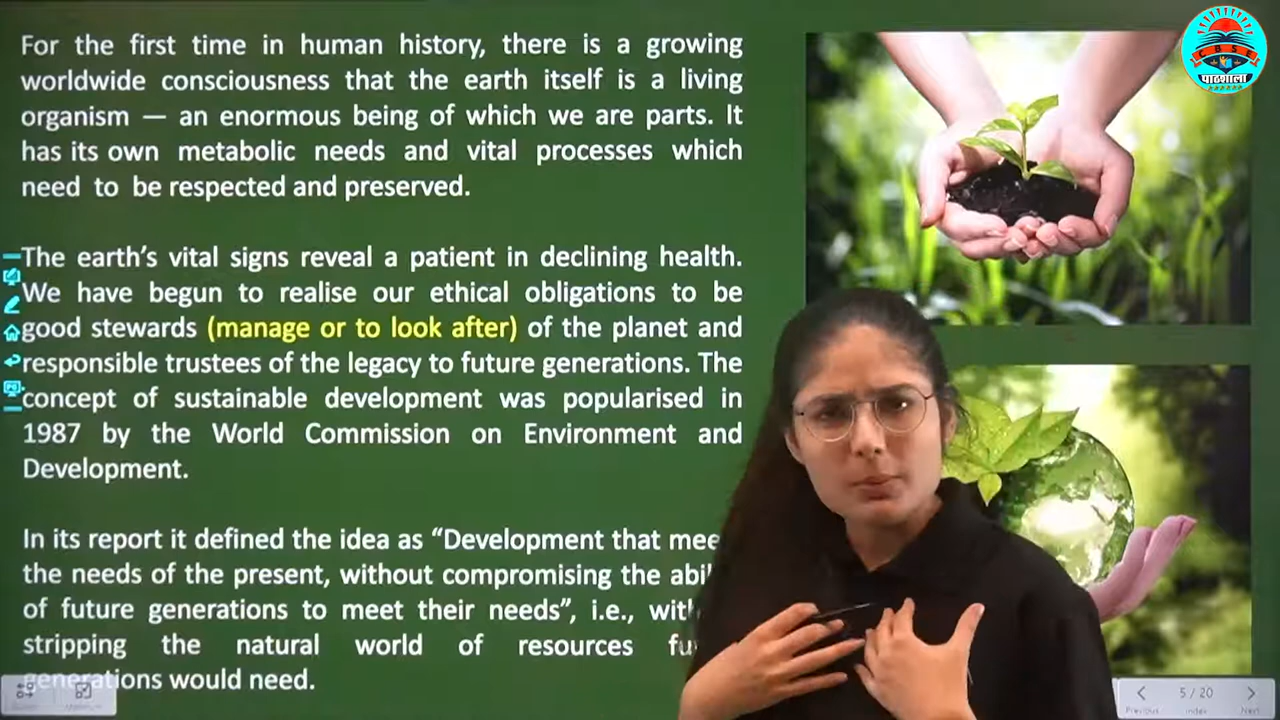 For the first time in human history, there is a growing
worldwide consciousness that the earth itself is a living
organism — an enormous being of which we are parts. It
has its own metabolic needs and vital processes which
need to be respected and preserved.
The earth's vital signs reveal a patient in declining health.
We have begun to realise our ethical obligations to be
good stewards (manage or to look after) of the planet and
responsible trustees of the legacy to future generations. The
concept of sustainable development was popularised in
1987 by the World Commission on Environment and
Development.
In its report it defined the idea as “Development that mee
the needs of the present, without compromising the abil
of future generations to meet their needs”, i.e., with
stripping the natural world of resources fu
generations would need.
CBSE
पाठशाला
5 / 20
Previous
Index
Next